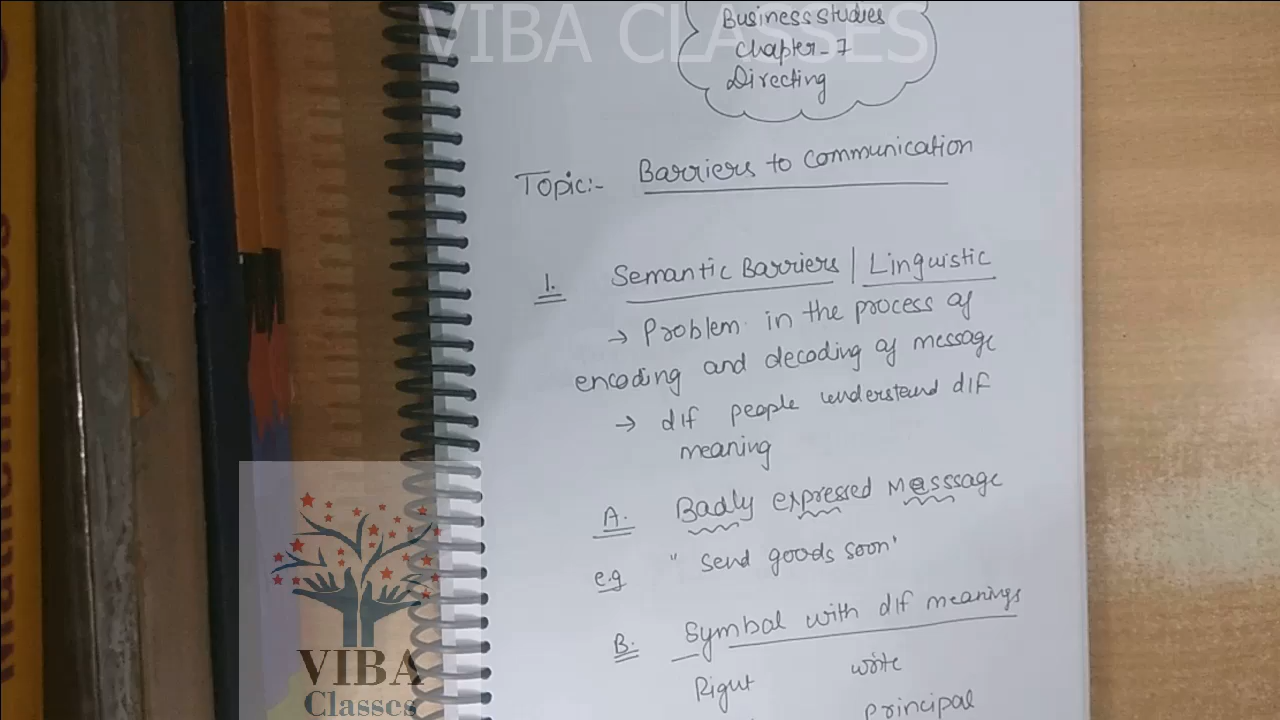 VIBA CLASSES
Business Studies
Chapter-7
Directing
Topic:- Barriers to communication
1. Semantic Barriers | Linguistic
→ Problem in the process of
encoding and decoding of message
→ dif people understand dif
meaning
A. Badly expressed Messsage
e.g " Send goods soon'
B. Symbal with dif meanings
Right write
Principal
VIBA
Classes